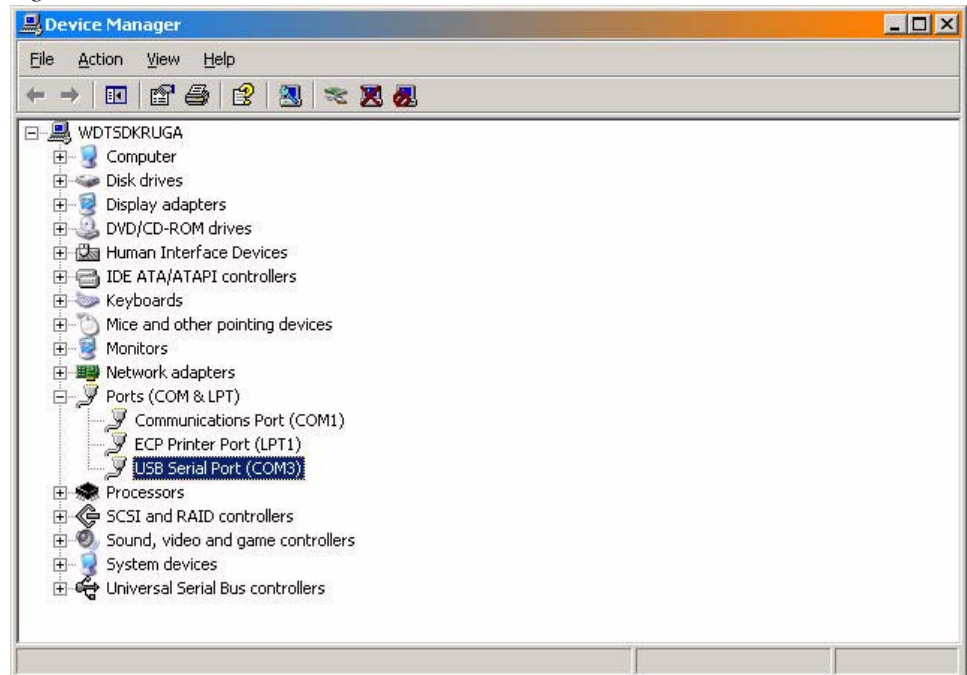 Device Manager
File Action View Help
WDTSDKRUGA
Computer
Disk drives
Display adapters
DVD/CD-ROM drives
Human Interface Devices
IDE ATA/ATAPI controllers
Keyboards
Mice and other pointing devices
Monitors
Network adapters
Ports (COM & LPT)
Communications Port (COM1)
ECP Printer Port (LPT1)
USB Serial Port (COM3)
Processors
SCSI and RAID controllers
Sound, video and game controllers
System devices
Universal Serial Bus controllers